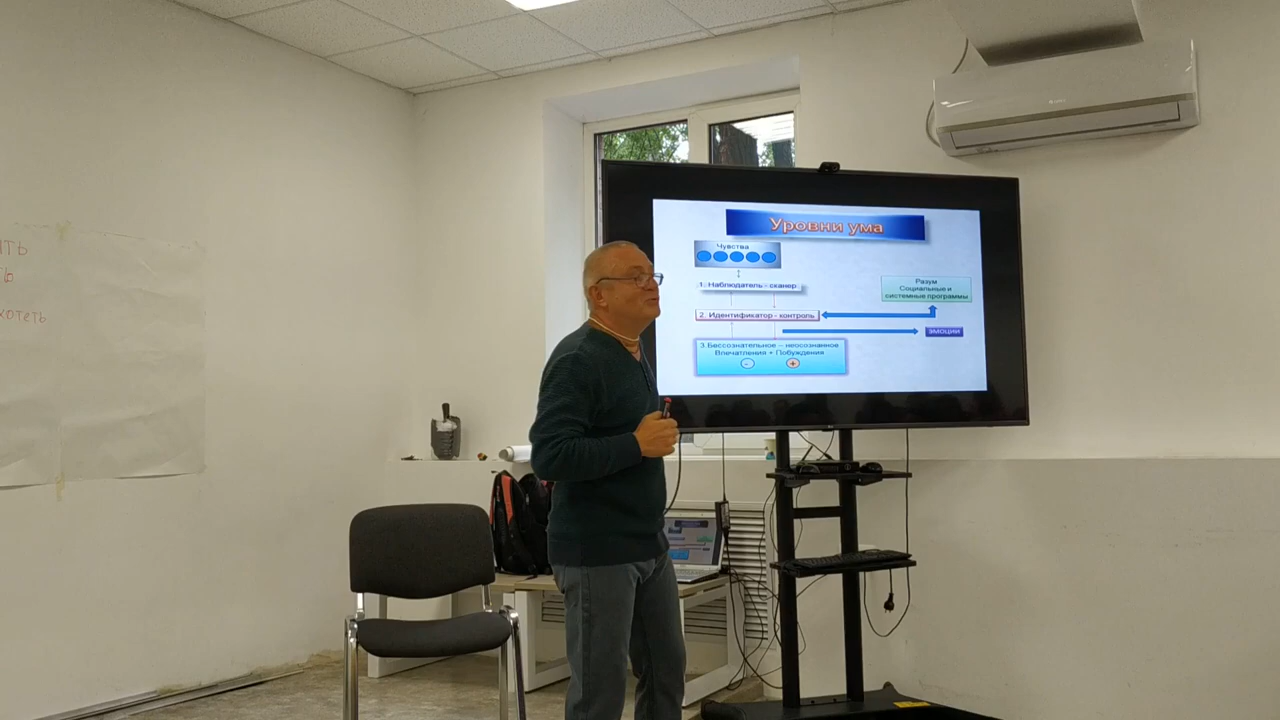 Уровни ума
Чувства
1. Наблюдатель - сканер
Разум
Социальные и
системные программы
2. Идентификатор - контроль
ЭМОЦИИ
3.Бессознательное – неосознанное
Впечатления + Побуждения
- +
хотеть